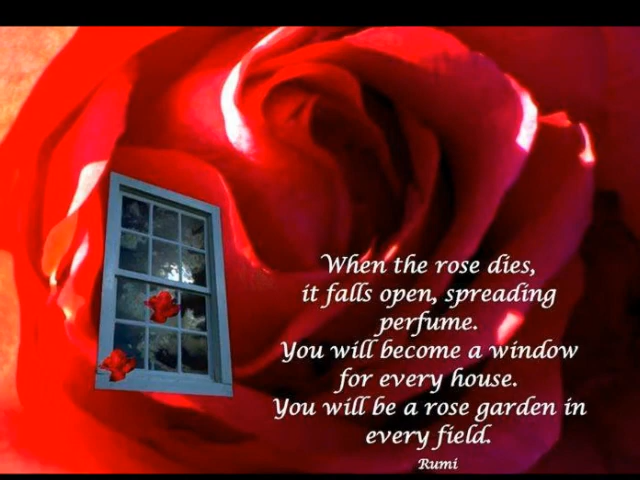 When the rose dies,
it falls open, spreading
perfume.
You will become a window
for every house.
You will be a rose garden in
every field.
Rumi